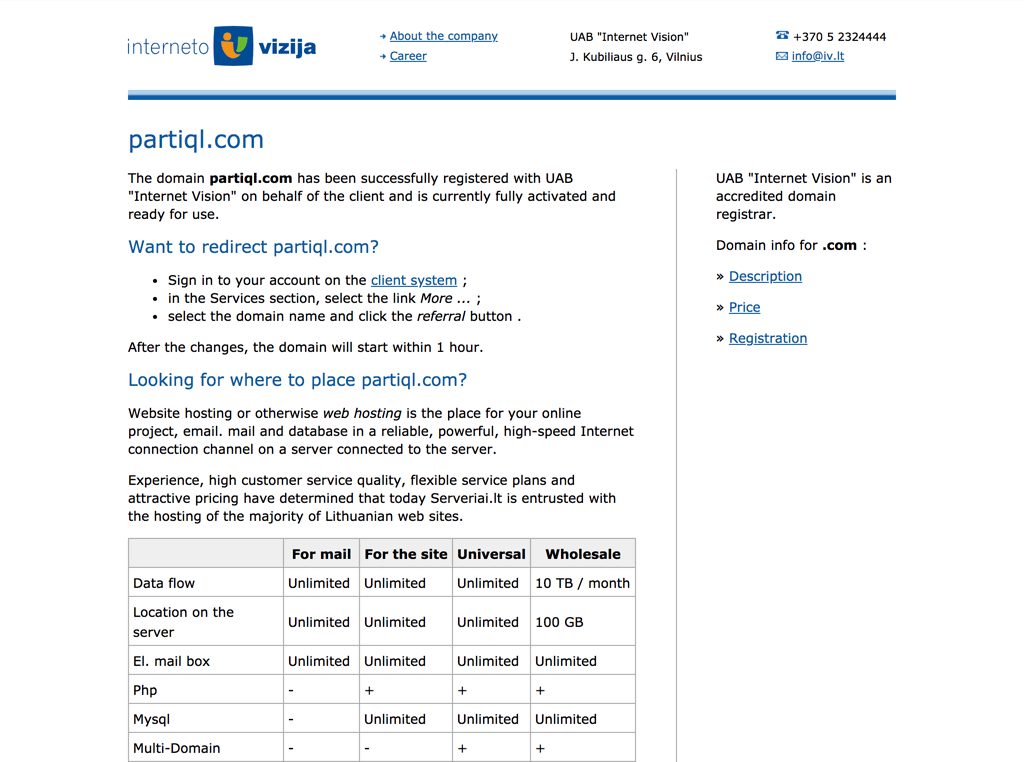 interneto vizija
About the company
Career
UAB "Internet Vision"
J. Kubiliaus g. 6, Vilnius
+370 5 2324444
info@iv.lt
partiql.com
The domain partiql.com has been successfully registered with UAB
"Internet Vision" on behalf of the client and is currently fully activated and
ready for use.
Want to redirect partiql.com?
• Sign in to your account on the client system ;
• in the Services section, select the link More ... ;
• select the domain name and click the referral button .
After the changes, the domain will start within 1 hour.
Looking for where to place partiql.com?
Website hosting or otherwise web hosting is the place for your online
project, email. mail and database in a reliable, powerful, high-speed Internet
connection channel on a server connected to the server.
Experience, high customer service quality, flexible service plans and
attractive pricing have determined that today Serveriai.lt is entrusted with
the hosting of the majority of Lithuanian web sites.
For mail For the site Universal Wholesale
Data flow Unlimited Unlimited Unlimited 10 TB / month
Location on the
server Unlimited Unlimited Unlimited 100 GB
El. mail box Unlimited Unlimited Unlimited Unlimited
Php - + + +
Mysql - Unlimited Unlimited Unlimited
Multi-Domain - - + +
UAB "Internet Vision" is an
accredited domain
registrar.
Domain info for .com :
» Description
» Price
» Registration